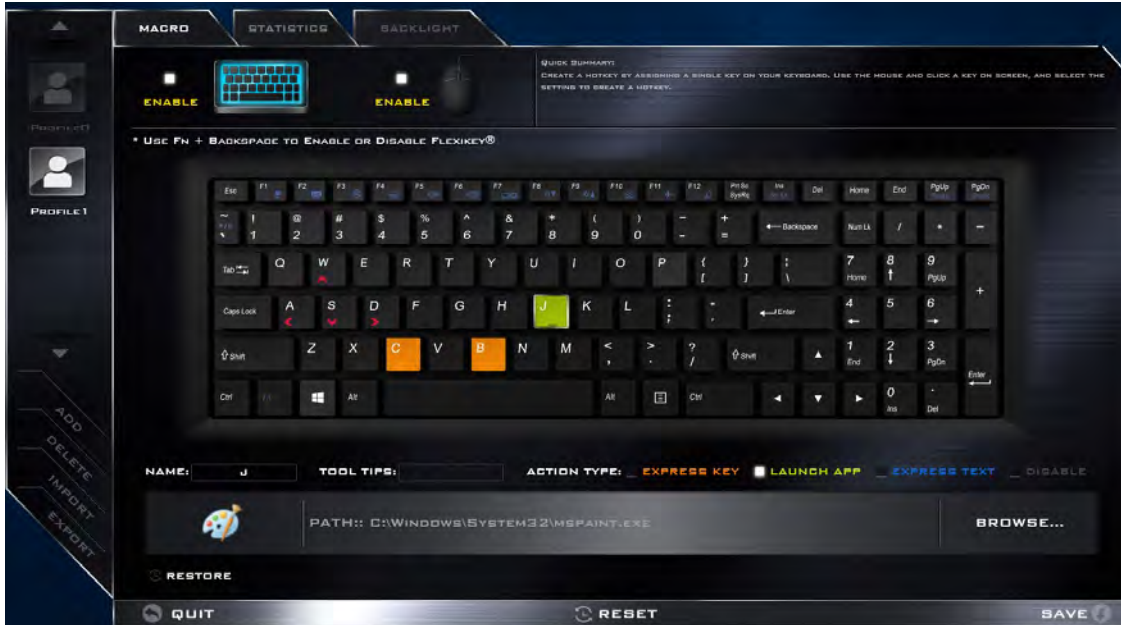 MACRO STATISTICS BACKLIGHT
QUICK SUMMARY:
CREATE A HOTKEY BY ASSIGNING A SINGLE KEY ON YOUR KEYBOARD. USE THE MOUSE AND CLICK A KEY ON SCREEN, AND SELECT THE
SETTING TO CREATE A HOTKEY.
ENABLE ENABLE
PROFILE0
* USE FN + BACKSPACE TO ENABLE OR DISABLE FLEXIKEY®
PROFILE1
Esc F1 F2 F3 F4 F5 F6 F7 F8 F9 F10 F11 F12 Prt Sc SysRq Ins Del Home End PgUp PgDn
~ ! @ # $ % ^ & * ( ) _ +
` 1 2 3 4 5 6 7 8 9 0 - = Backspace Num Lk / * -
Tab Q W E R T Y U I O P { [ } ] | \ 7 Home 8 9 PgUp
Caps Lock A S D F G H J K L : ; " ' Enter 4 5 6 +
Shift Z X C V B N M < , > . ? / Shift 1 End 2 3 PgDn
Ctrl Alt Alt Ctrl 0 Ins . Del Enter
ADD
DELETE
IMPORT
EXPORT
NAME: J TOOL TIPS: ACTION TYPE: EXPRESS KEY LAUNCH APP EXPRESS TEXT DISABLE
PATH:: C:\WINDOWS\SYSTEM32\MSPAINT.EXE BROWSE...
RESTORE
QUIT RESET SAVE